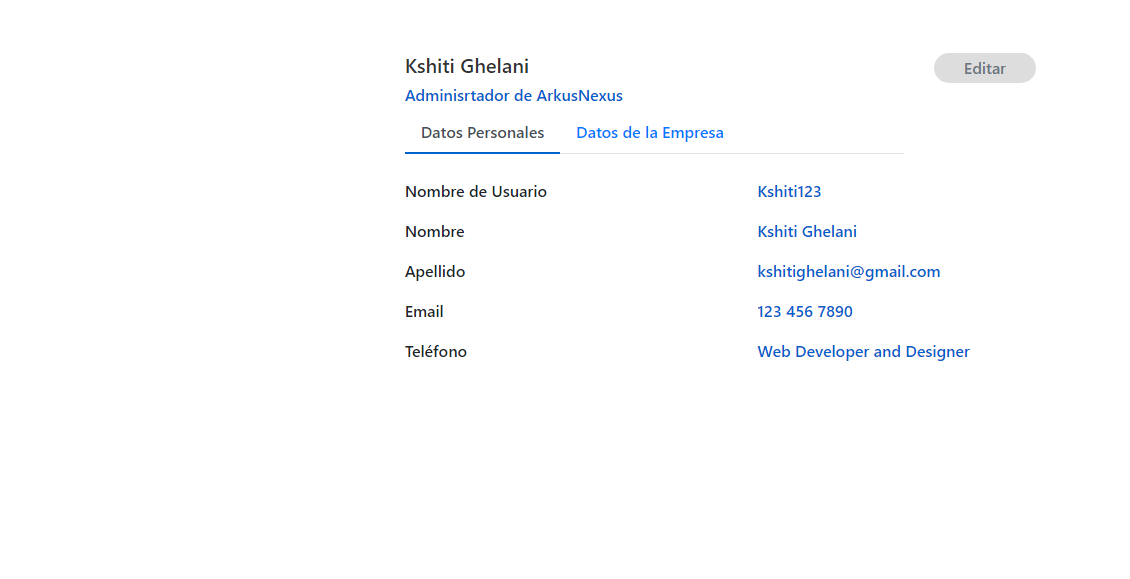 Kshiti Ghelani
Editar
Adminisrtador de ArkusNexus
Datos Personales Datos de la Empresa
Nombre de Usuario Kshiti123
Nombre Kshiti Ghelani
Apellido kshitighelani@gmail.com
Email 123 456 7890
Teléfono Web Developer and Designer